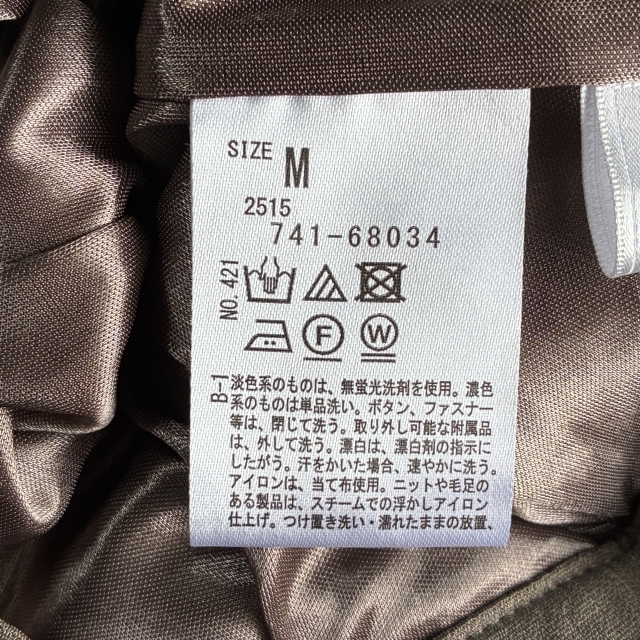 SIZE M
2515
741-68034
NO.421
F W
B-1
淡色系のものは、無蛍光洗剤を使用。濃色
系のものは単品洗い。ボタン、ファスナー
等は、閉じて洗う。取り外し可能な附属品
は、外して洗う。漂白は、漂白剤の指示に
したがう。汗をかいた場合、速やかに洗う。
アイロンは、当て布使用。ニットや毛足の
ある製品は、スチームでの浮かしアイロン
仕上げ。つけ置き洗い・濡れたままの放置、